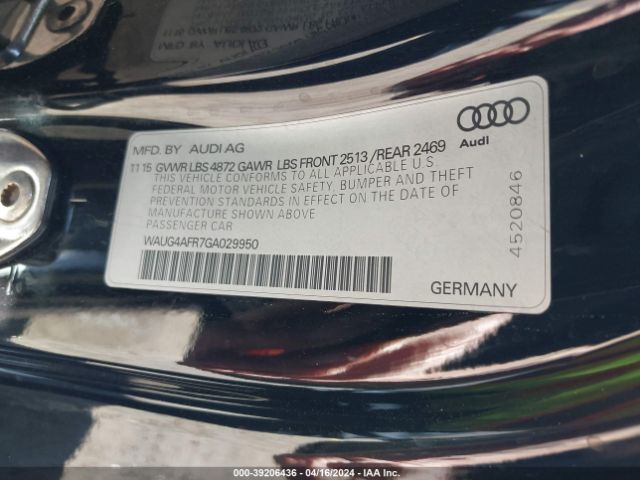 MFD. BY AUDI AG
11 15 GVWR LBS 4872 GAWR LBS FRONT 2513 /REAR 2469
THIS VEHICLE CONFORMS TO ALL APPLICABLE U.S.
FEDERAL MOTOR VEHICLE SAFETY, BUMPER AND THEFT
PREVENTION STANDARDS IN EFFECT ON THE DATE OF
MANUFACTURE SHOWN ABOVE
PASSENGER CAR
WAUG4AFR7GA029950
GERMANY
Audi
4520846
000-39206436 - 04/16/2024 - IAA Inc.